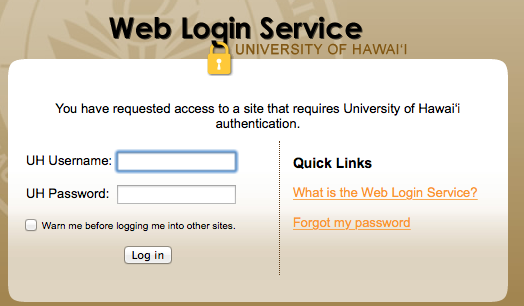 Web Login Service
UNIVERSITY OF HAWAI‘I
You have requested access to a site that requires University of Hawai‘i
authentication.
UH Username:
UH Password:
Warn me before logging me into other sites.
Log in
Quick Links
What is the Web Login Service?
Forgot my password